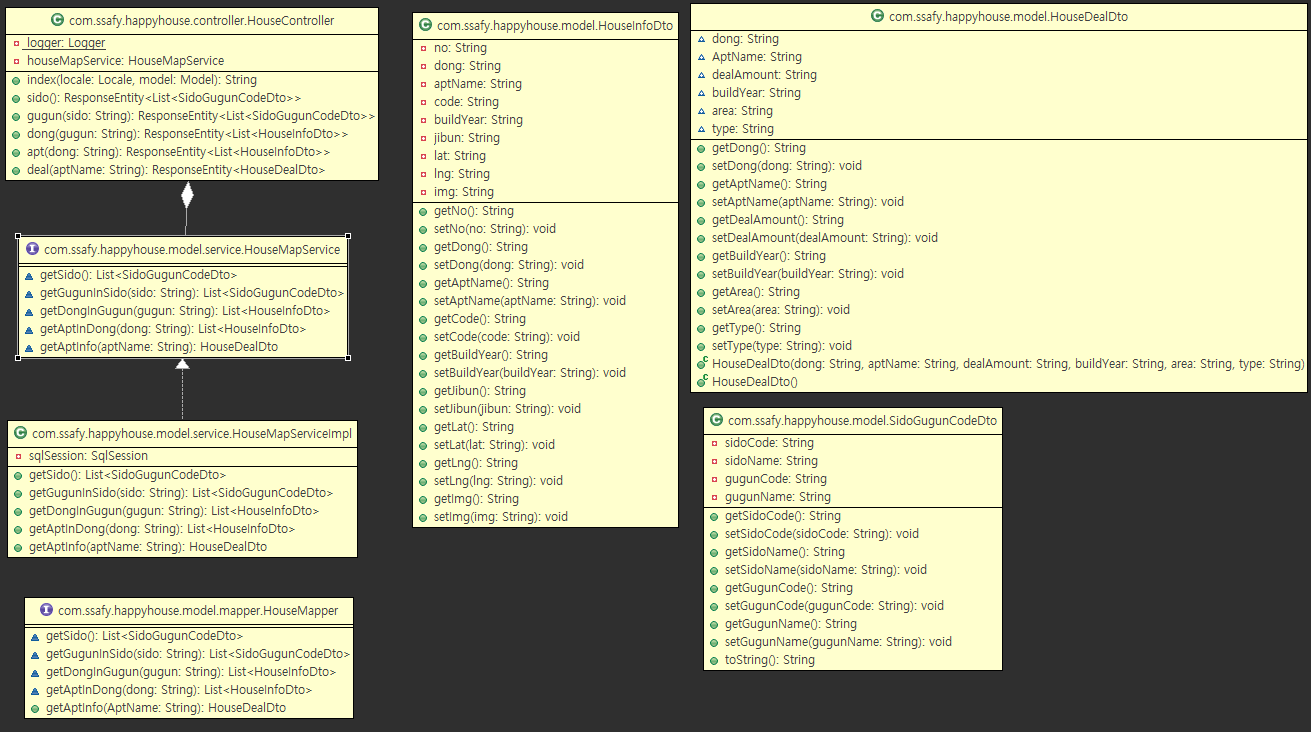 com.ssafy.happyhouse.controller.HouseController
logger: Logger
houseMapService: HouseMapService
index(locale: Locale, model: Model): String
sido(): ResponseEntity<List<SidoGugunCodeDto>>
gugun(sido: String): ResponseEntity<List<SidoGugunCodeDto>>
dong(gugun: String): ResponseEntity<List<HouseInfoDto>>
apt(dong: String): ResponseEntity<List<HouseInfoDto>>
deal(aptName: String): ResponseEntity<HouseDealDto>
com.ssafy.happyhouse.model.service.HouseMapService
getSido(): List<SidoGugunCodeDto>
getGugunInSido(sido: String): List<SidoGugunCodeDto>
getDongInGugun(gugun: String): List<HouseInfoDto>
getAptInDong(dong: String): List<HouseInfoDto>
getAptInfo(aptName: String): HouseDealDto
com.ssafy.happyhouse.model.service.HouseMapServiceImpl
sqlSession: SqlSession
getSido(): List<SidoGugunCodeDto>
getGugunInSido(sido: String): List<SidoGugunCodeDto>
getDongInGugun(gugun: String): List<HouseInfoDto>
getAptInDong(dong: String): List<HouseInfoDto>
getAptInfo(aptName: String): HouseDealDto
com.ssafy.happyhouse.model.mapper.HouseMapper
getSido(): List<SidoGugunCodeDto>
getGugunInSido(sido: String): List<SidoGugunCodeDto>
getDongInGugun(gugun: String): List<HouseInfoDto>
getAptInDong(dong: String): List<HouseInfoDto>
getAptInfo(AptName: String): HouseDealDto
com.ssafy.happyhouse.model.HouseInfoDto
no: String
dong: String
aptName: String
code: String
buildYear: String
jibun: String
lat: String
lng: String
img: String
getNo(): String
setNo(no: String): void
getDong(): String
setDong(dong: String): void
getAptName(): String
setAptName(aptName: String): void
getCode(): String
setCode(code: String): void
getBuildYear(): String
setBuildYear(buildYear: String): void
getJibun(): String
setJibun(jibun: String): void
getLat(): String
setLat(lat: String): void
getLng(): String
setLng(lng: String): void
getImg(): String
setImg(img: String): void
com.ssafy.happyhouse.model.HouseDealDto
dong: String
AptName: String
dealAmount: String
buildYear: String
area: String
type: String
getDong(): String
setDong(dong: String): void
getAptName(): String
setAptName(aptName: String): void
getDealAmount(): String
setDealAmount(dealAmount: String): void
getBuildYear(): String
setBuildYear(buildYear: String): void
getArea(): String
setArea(area: String): void
getType(): String
setType(type: String): void
HouseDealDto(dong: String, aptName: String, dealAmount: String, buildYear: String, area: String, type: String)
HouseDealDto()
com.ssafy.happyhouse.model.SidoGugunCodeDto
sidoCode: String
sidoName: String
gugunCode: String
gugunName: String
getSidoCode(): String
setSidoCode(sidoCode: String): void
getSidoName(): String
setSidoName(sidoName: String): void
getGugunCode(): String
setGugunCode(gugunCode: String): void
getGugunName(): String
setGugunName(gugunName: String): void
toString(): String